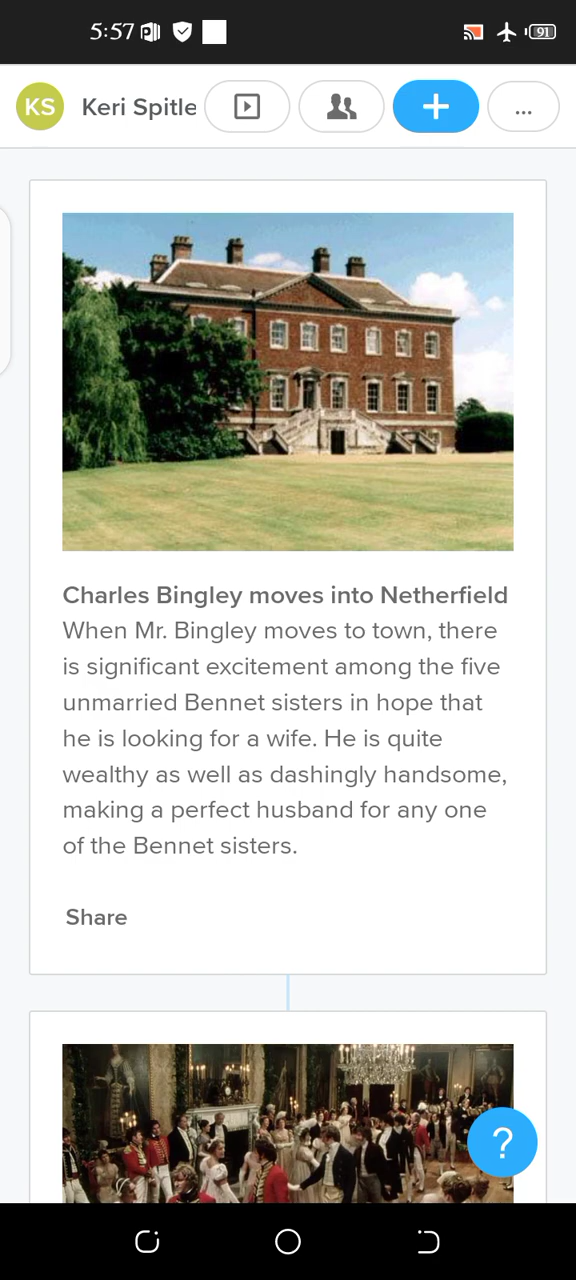 5:57
91
KS Keri Spitle
...
Charles Bingley moves into Netherfield
When Mr. Bingley moves to town, there
is significant excitement among the five
unmarried Bennet sisters in hope that
he is looking for a wife. He is quite
wealthy as well as dashingly handsome,
making a perfect husband for any one
of the Bennet sisters.
Share
?